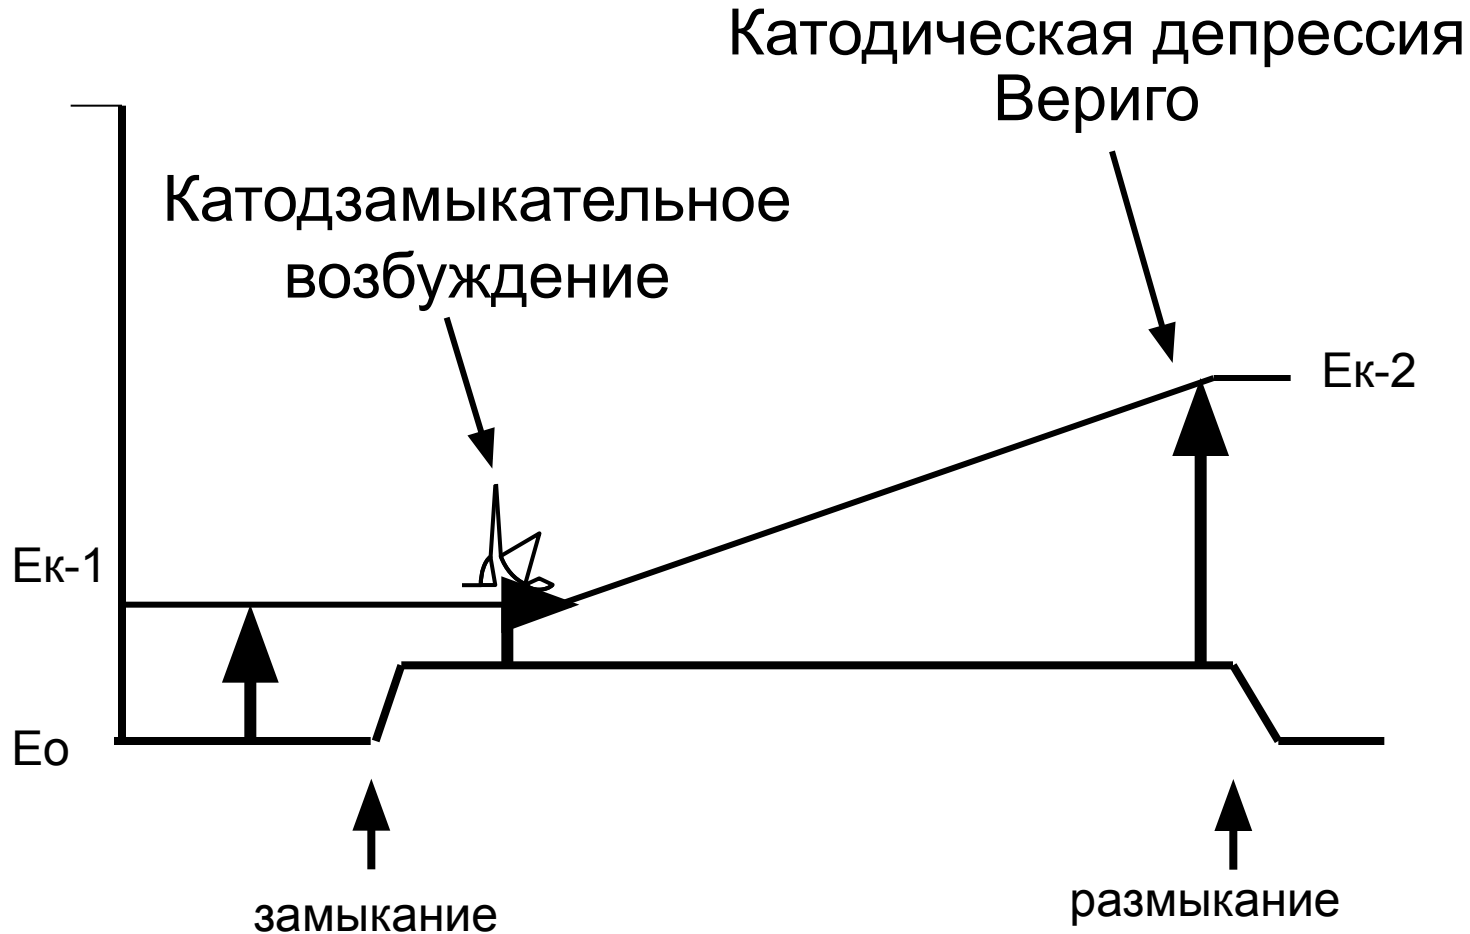 Катодическая депрессия
Вериго
Катодзамыкательное
возбуждение
Ек-2
Ек-1
Ео
замыкание
размыкание